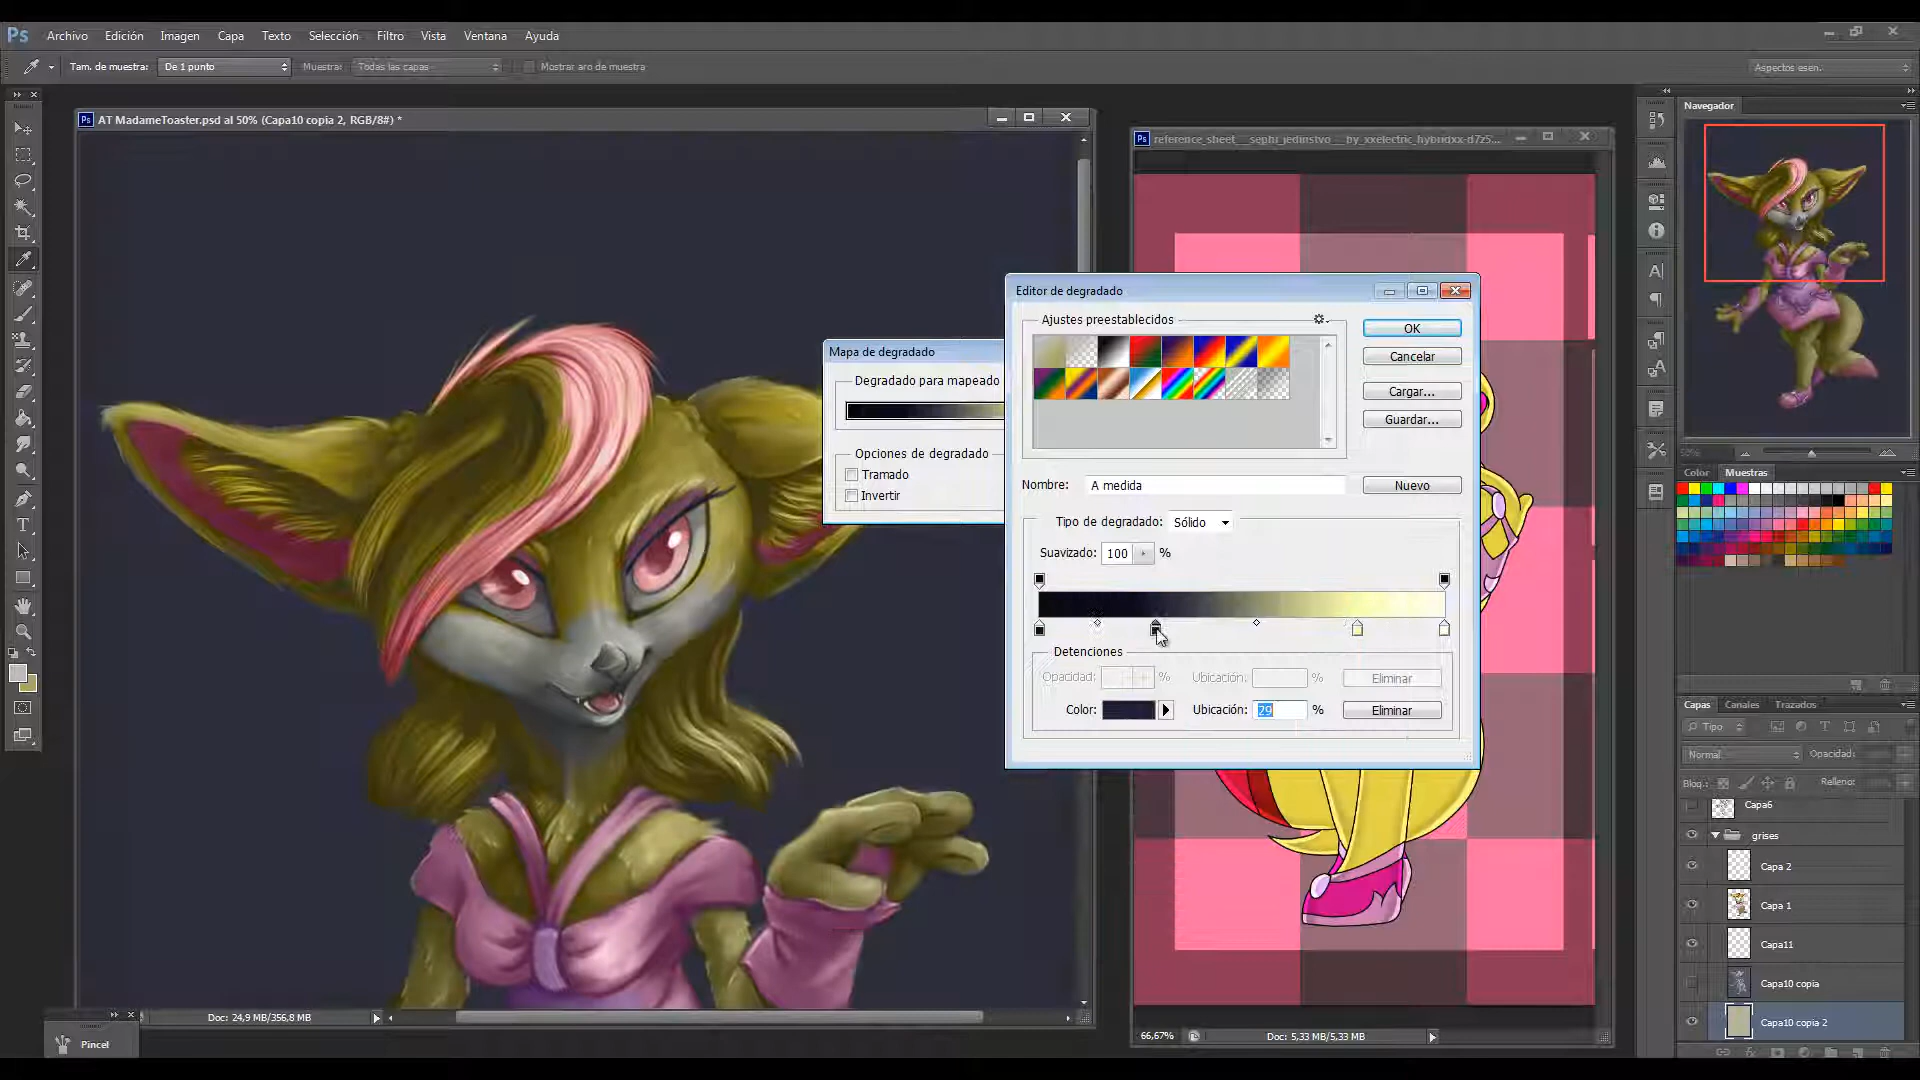 Ps Archivo Edición Imagen Capa Texto Selección Filtro Vista Ventana Ayuda
Tam. de muestra: De 1 punto Muestra: Todas las capas Mostrar aro de muestra Aspectos esen.
Ps AT MadameToaster.psd al 50% (Capa10 copia 2, RGB/8#) *
Ps reference_sheet__sephi_jedinstvo__by_xxelectric_hybridxx-d7z5...
Navegador
Editor de degradado
Ajustes preestablecidos
OK
Cancelar
Cargar...
Guardar...
Mapa de degradado
Degradado para mapeado
Opciones de degradado
Tramado
Invertir
Nombre: A medida Nuevo
Tipo de degradado: Sólido
Suavizado: 100 %
Detenciones
Opacidad: % Ubicación: % Eliminar
Color: Ubicación: 29 % Eliminar
50%
Color Muestras
Capas Canales Trazados
Tipo
Normal Opacidad:
Bloq.: Relleno:
Capa6
grises
Capa 2
Capa 1
Capa11
Capa10 copia
Capa10 copia 2
Doc: 24,9 MB/356,8 MB
66,67% Doc: 5,33 MB/5,33 MB
Pincel